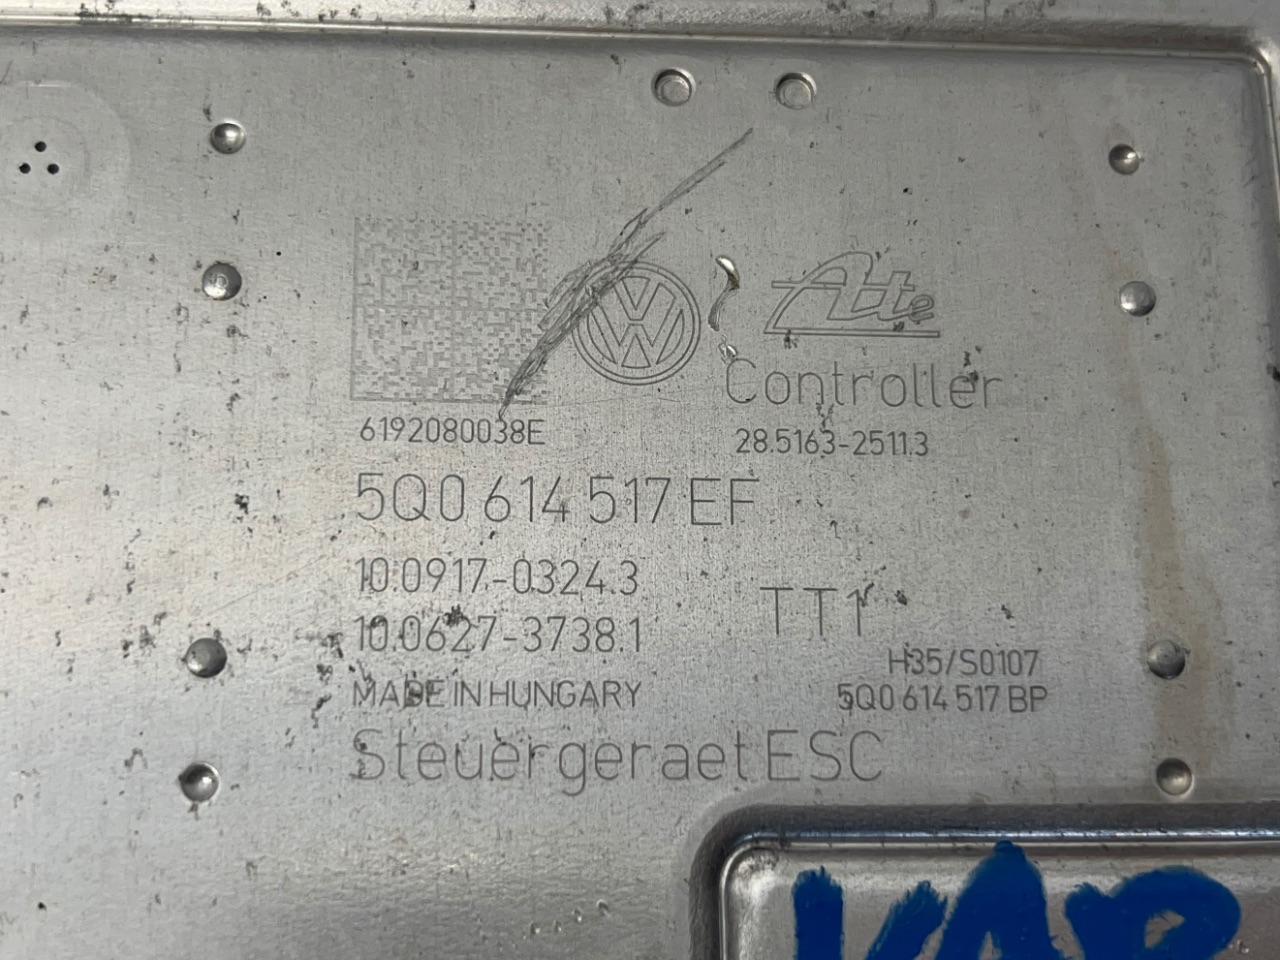 VW
Ate
Controller
6192080038E
28.5163-2511.3
5Q0 614 517 EF
10.0917-0324.3
10.0627-3738.1
TT1
H35/S0107
MADE IN HUNGARY
5Q0 614 517 BP
Steuergeraet ESC